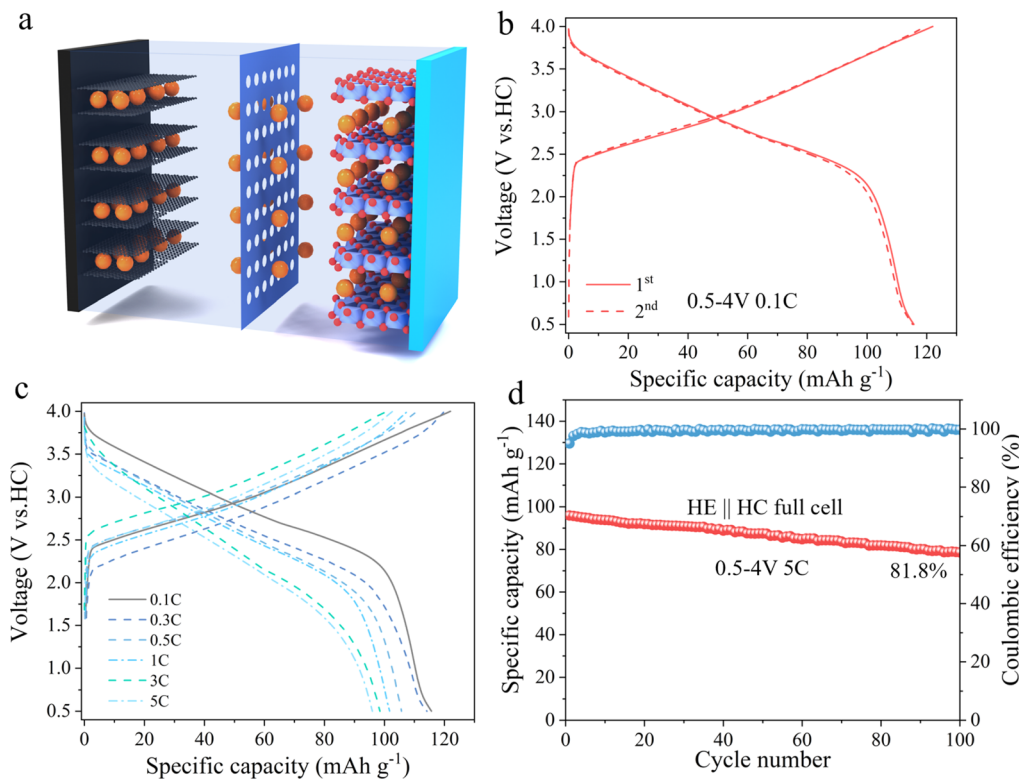 a
b
4.0
3.5
3.0
2.5
2.0
1.5
1.0
0.5
Voltage (V vs.HC)
1st
2nd
0.5-4V 0.1C
0 20 40 60 80 100 120
Specific capacity (mAh g-1)
c
4.0
3.5
3.0
2.5
2.0
1.5
1.0
0.5
Voltage (V vs.HC)
0.1C
0.3C
0.5C
1C
3C
5C
0 20 40 60 80 100 120
Specific capacity (mAh g-1)
d
140
120
100
80
60
40
20
0
Specific capacity (mAh g-1)
HE || HC full cell
0.5-4V 5C
81.8%
100
80
60
40
20
0
Coulombic efficiency (%)
0 20 40 60 80 100
Cycle number